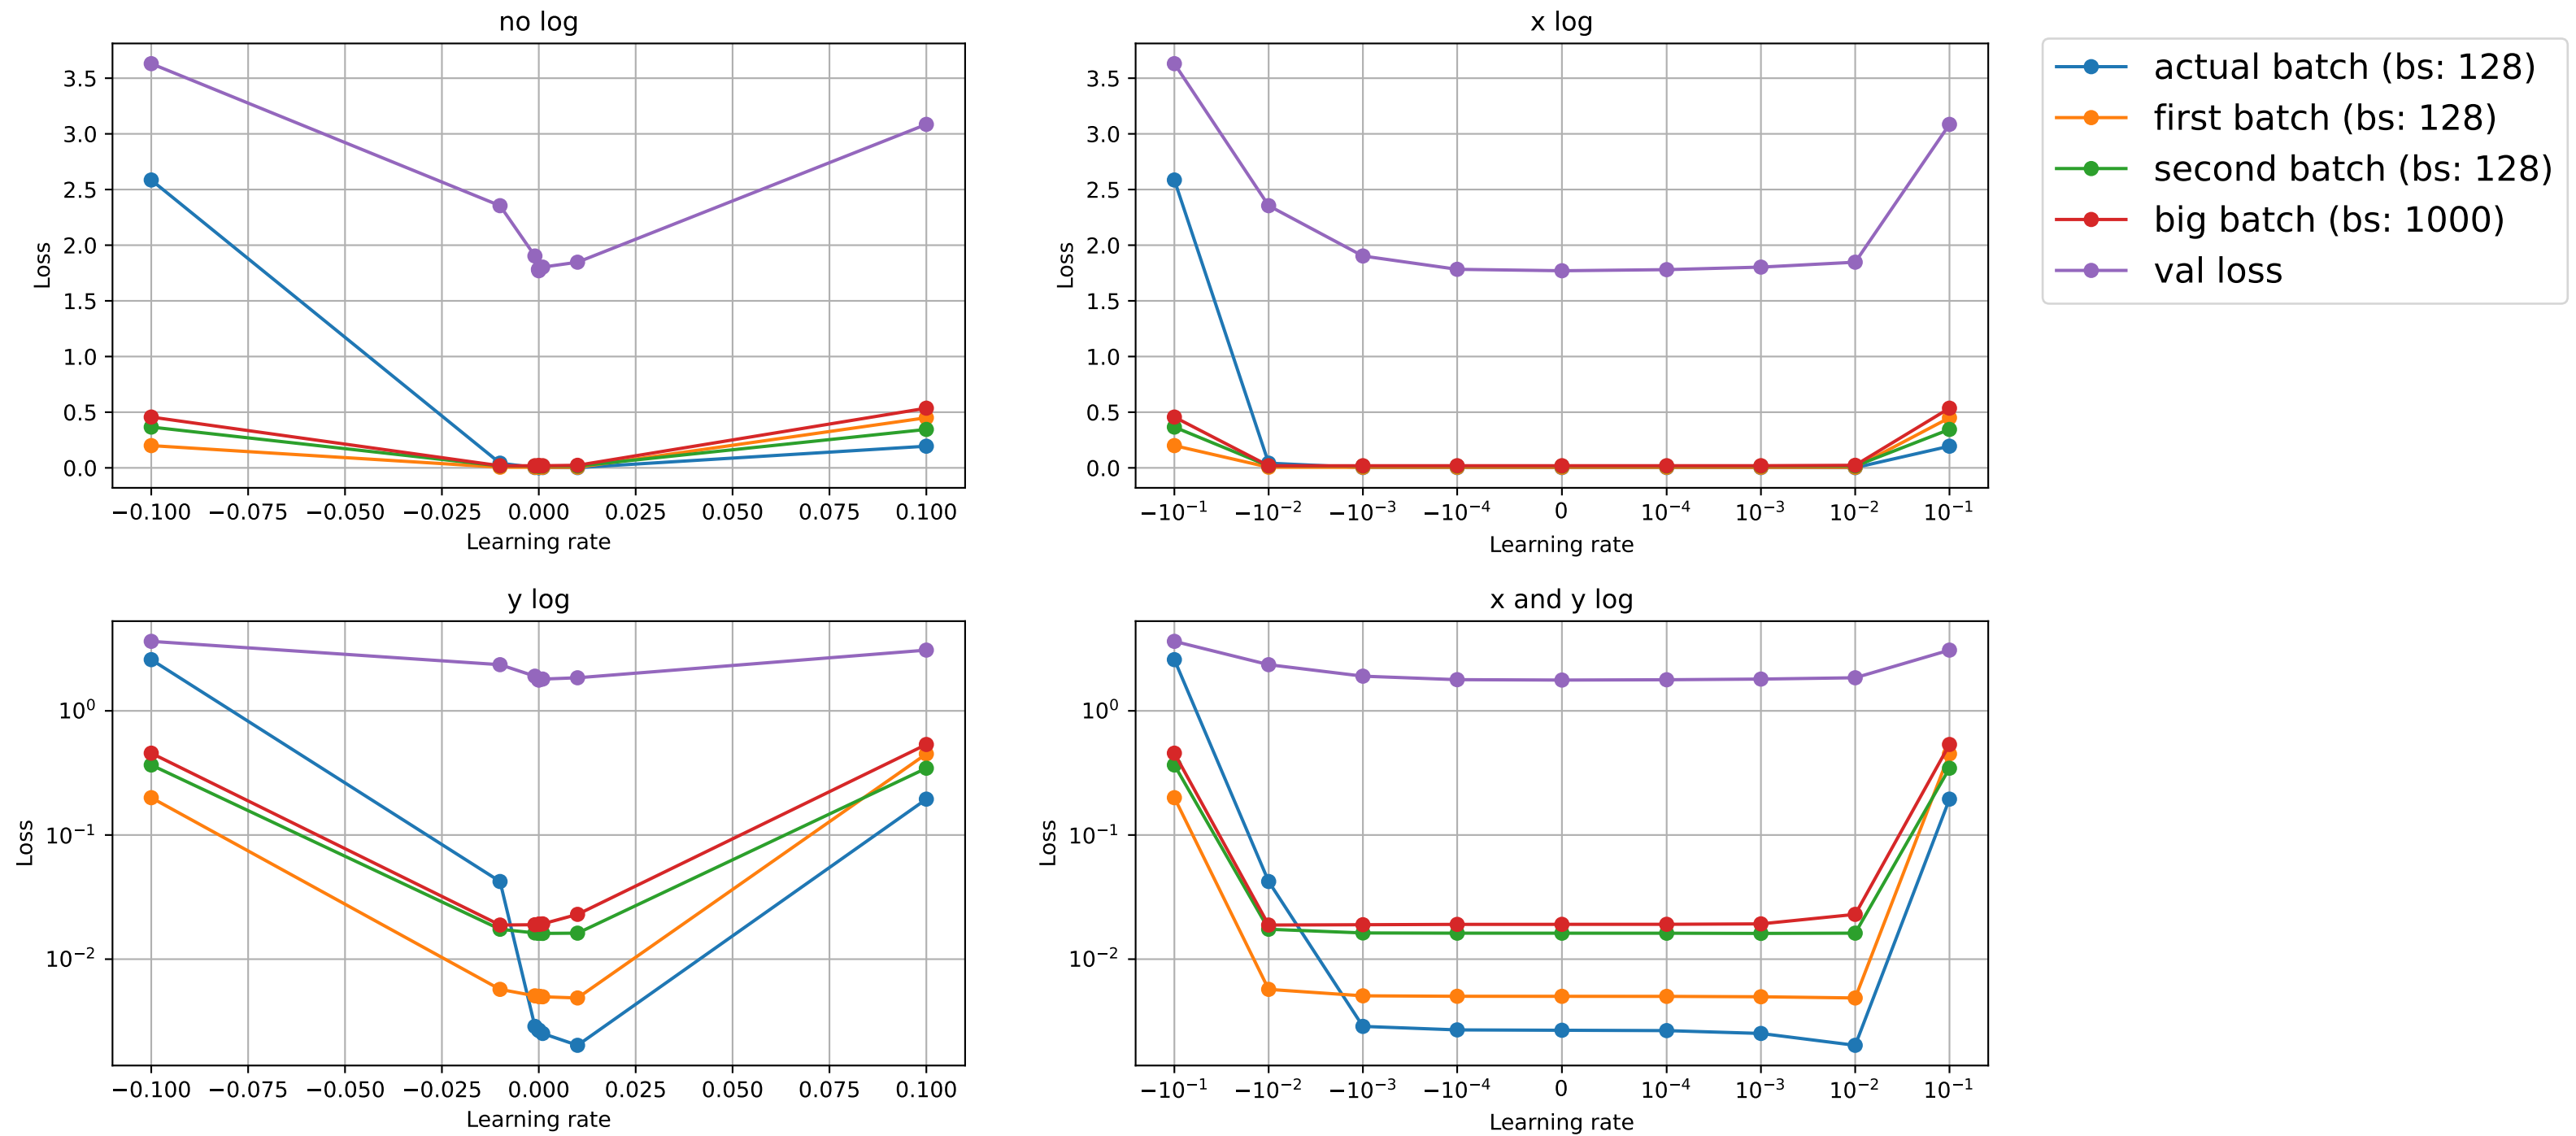 no log
3.5
3.0
2.5
2.0
1.5
1.0
0.5
0.0
Loss
−0.100 −0.075 −0.050 −0.025 0.000 0.025 0.050 0.075 0.100
Learning rate
x log
3.5
3.0
2.5
2.0
1.5
1.0
0.5
0.0
Loss
−10⁻¹ −10⁻² −10⁻³ −10⁻⁴ 0 10⁻⁴ 10⁻³ 10⁻² 10⁻¹
Learning rate
actual batch (bs: 128)
first batch (bs: 128)
second batch (bs: 128)
big batch (bs: 1000)
val loss
y log
10⁰
10⁻¹
10⁻²
Loss
−0.100 −0.075 −0.050 −0.025 0.000 0.025 0.050 0.075 0.100
Learning rate
x and y log
10⁰
10⁻¹
10⁻²
Loss
−10⁻¹ −10⁻² −10⁻³ −10⁻⁴ 0 10⁻⁴ 10⁻³ 10⁻² 10⁻¹
Learning rate